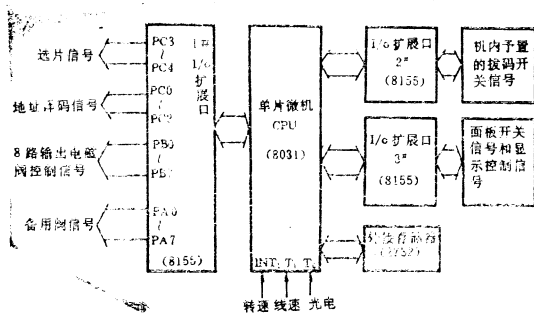 选片信号
地址译码信号
8路输出电磁
阀控制信号
备用阀信号
PC3
~
PC4
PC0
~
PC2
PB0
~
PA0
~
PA7
1#
I/o
扩
展
口
(8155)
单片微机
CPU
(8031)
INT T T
转速 线速 光电
I/o 扩展口
2#
(8155)
机内予置
的拨码开
关信号
I/o 扩展口
3#
(8155)
面板开关
信号和显
示控制信
号